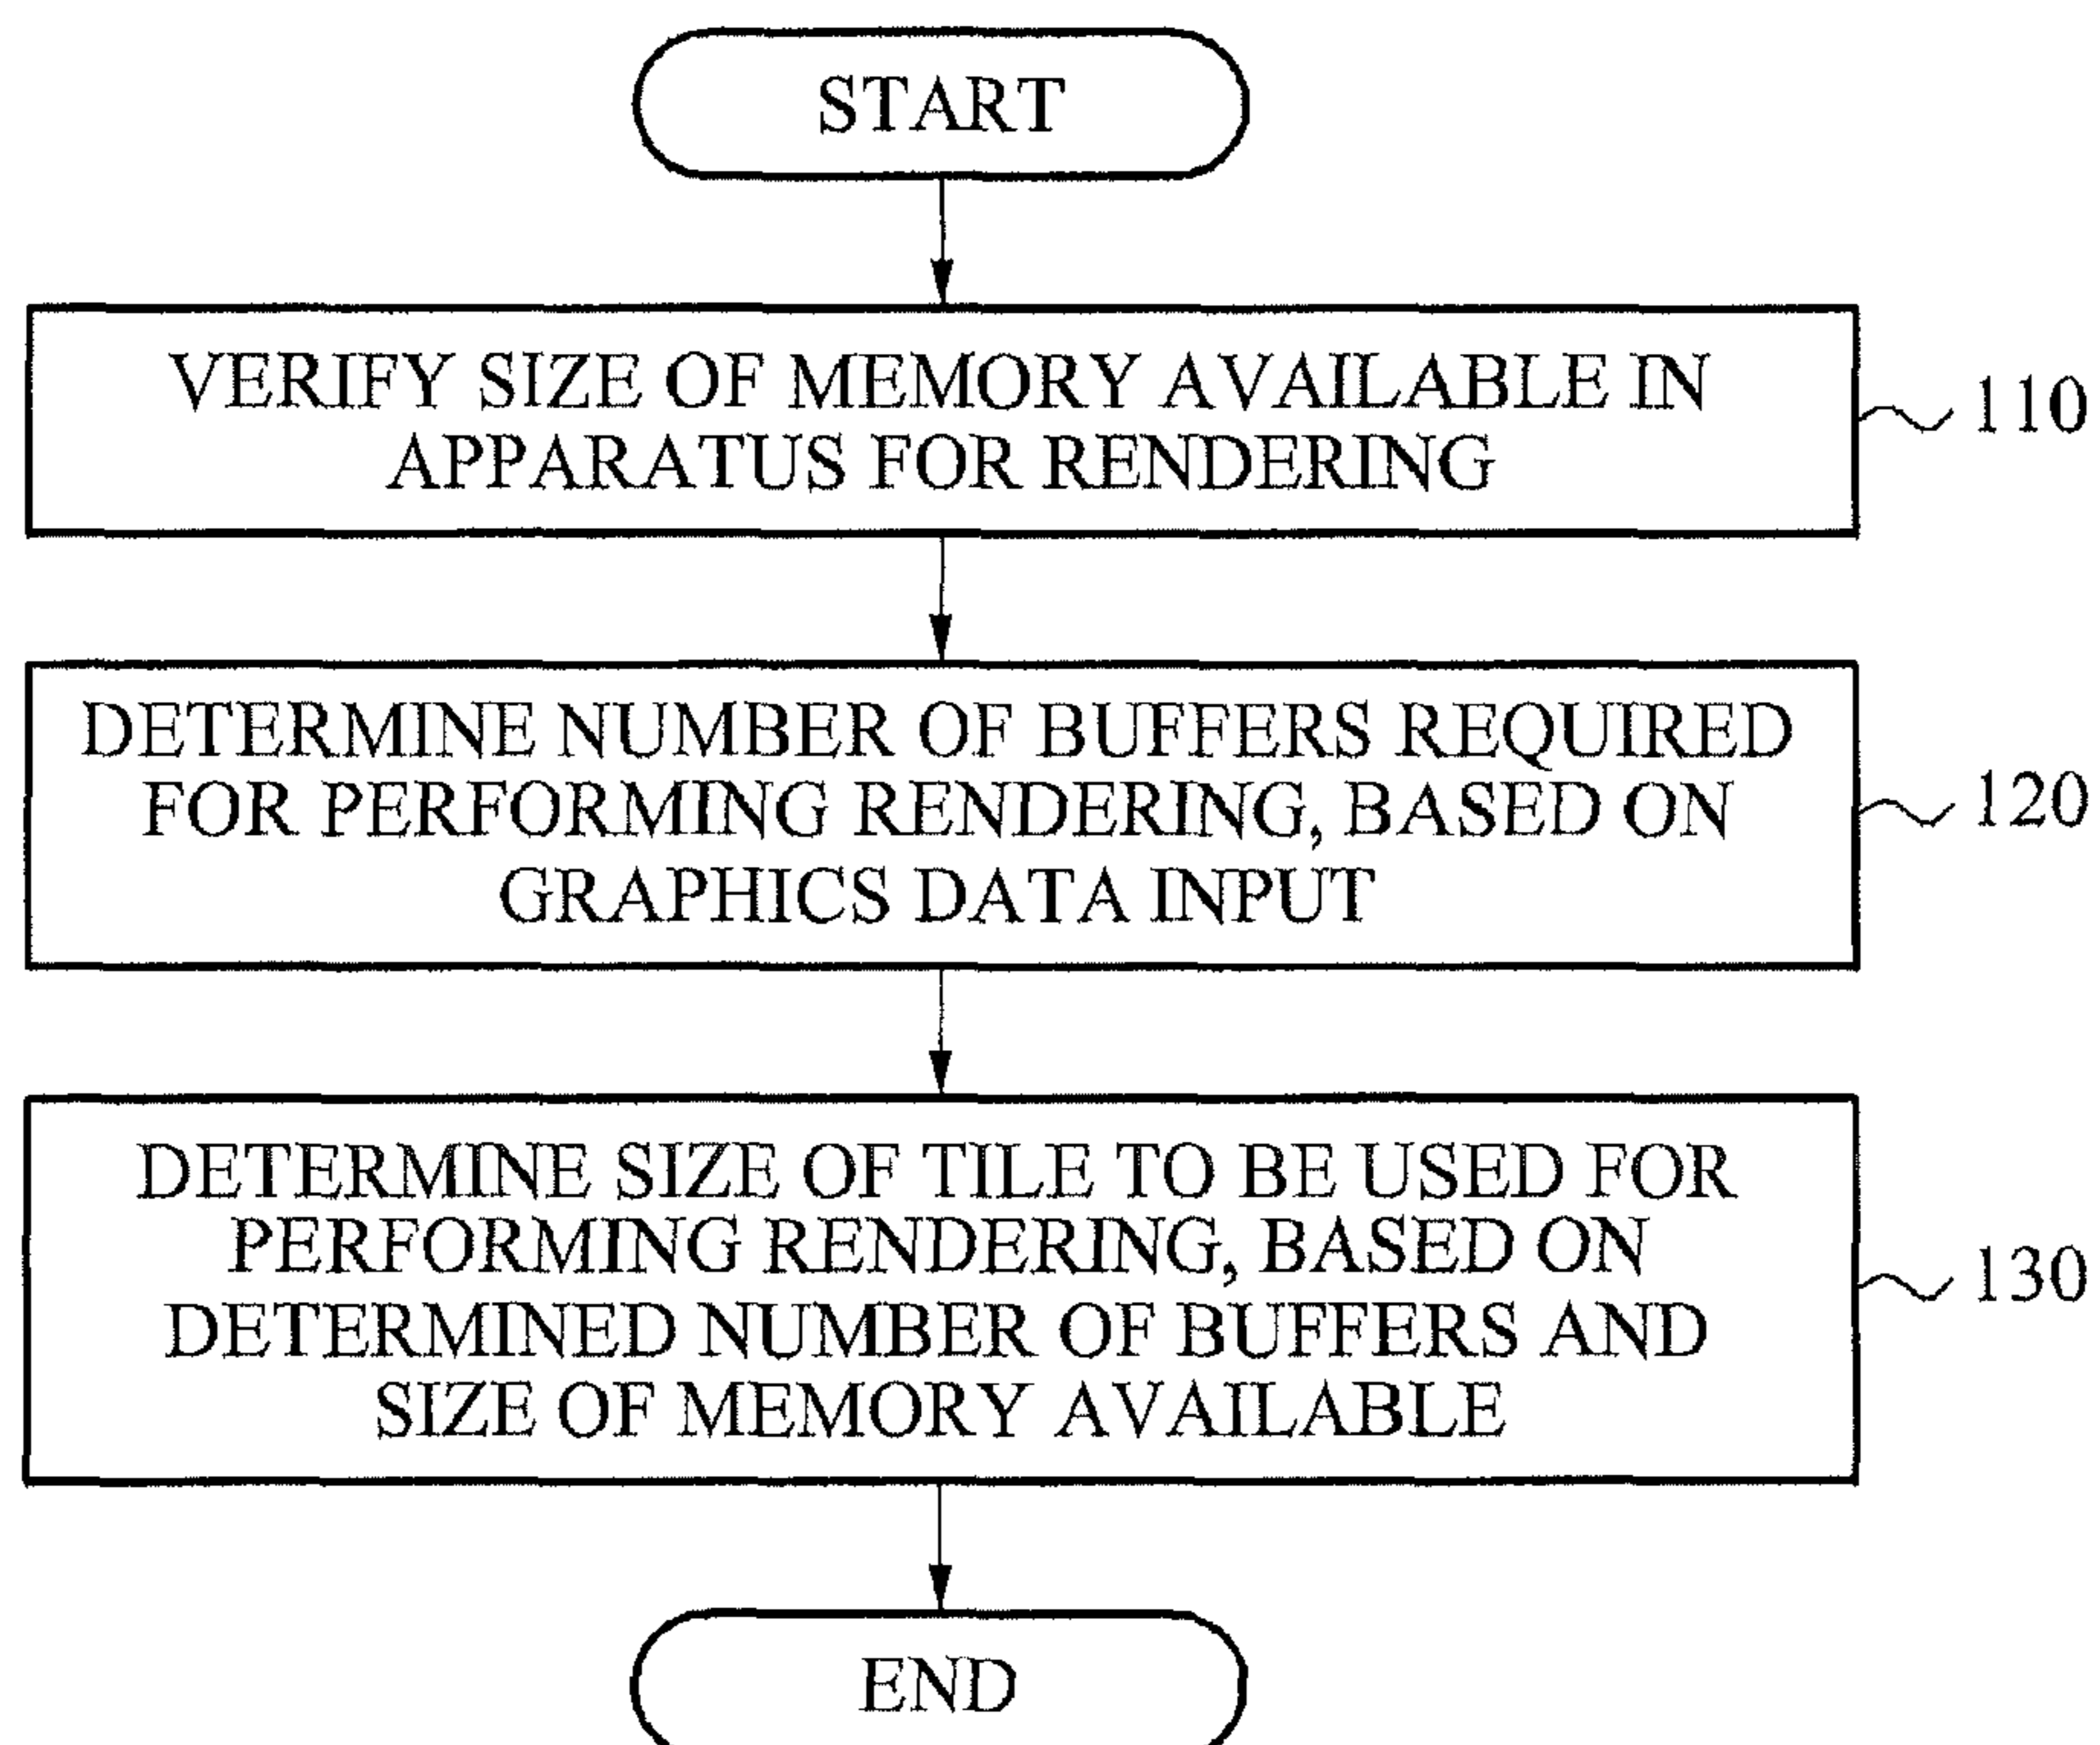 START
VERIFY SIZE OF MEMORY AVAILABLE IN
APPARATUS FOR RENDERING
110
DETERMINE NUMBER OF BUFFERS REQUIRED
FOR PERFORMING RENDERING, BASED ON
GRAPHICS DATA INPUT
120
DETERMINE SIZE OF TILE TO BE USED FOR
PERFORMING RENDERING, BASED ON
DETERMINED NUMBER OF BUFFERS AND
SIZE OF MEMORY AVAILABLE
130
END